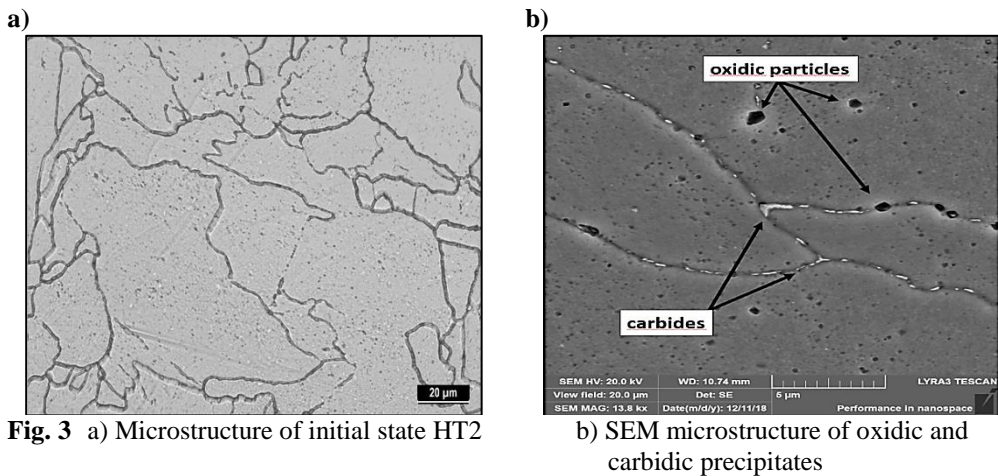 a)
b)
oxidic particles
carbides
20 µm
SEM HV: 20.0 kV WD: 10.74 mm LYRA3 TESCAN
View field: 20.0 µm Det: SE 5 µm
SEM MAG: 13.8 kx Date(m/d/y): 12/11/18 Performance in nanospace
Fig. 3 a) Microstructure of initial state HT2
b) SEM microstructure of oxidic and
carbidic precipitates